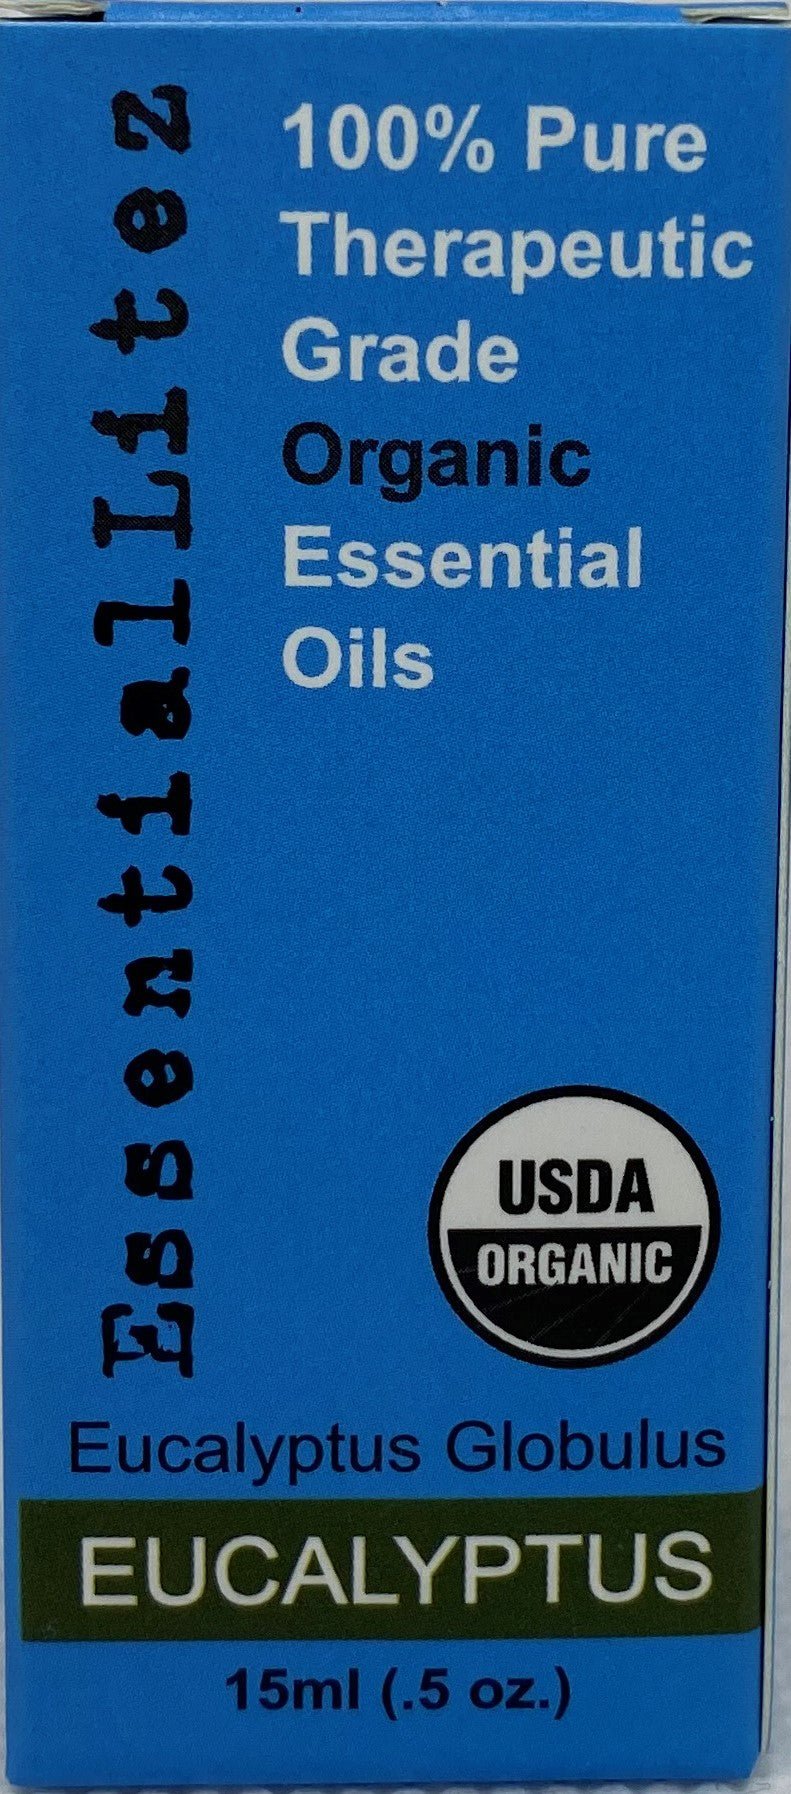 EssentialLitez
100% Pure
Therapeutic
Grade
Organic
Essential
Oils
USDA
ORGANIC
Eucalyptus Globulus
EUCALYPTUS
15ml (.5 oz.)